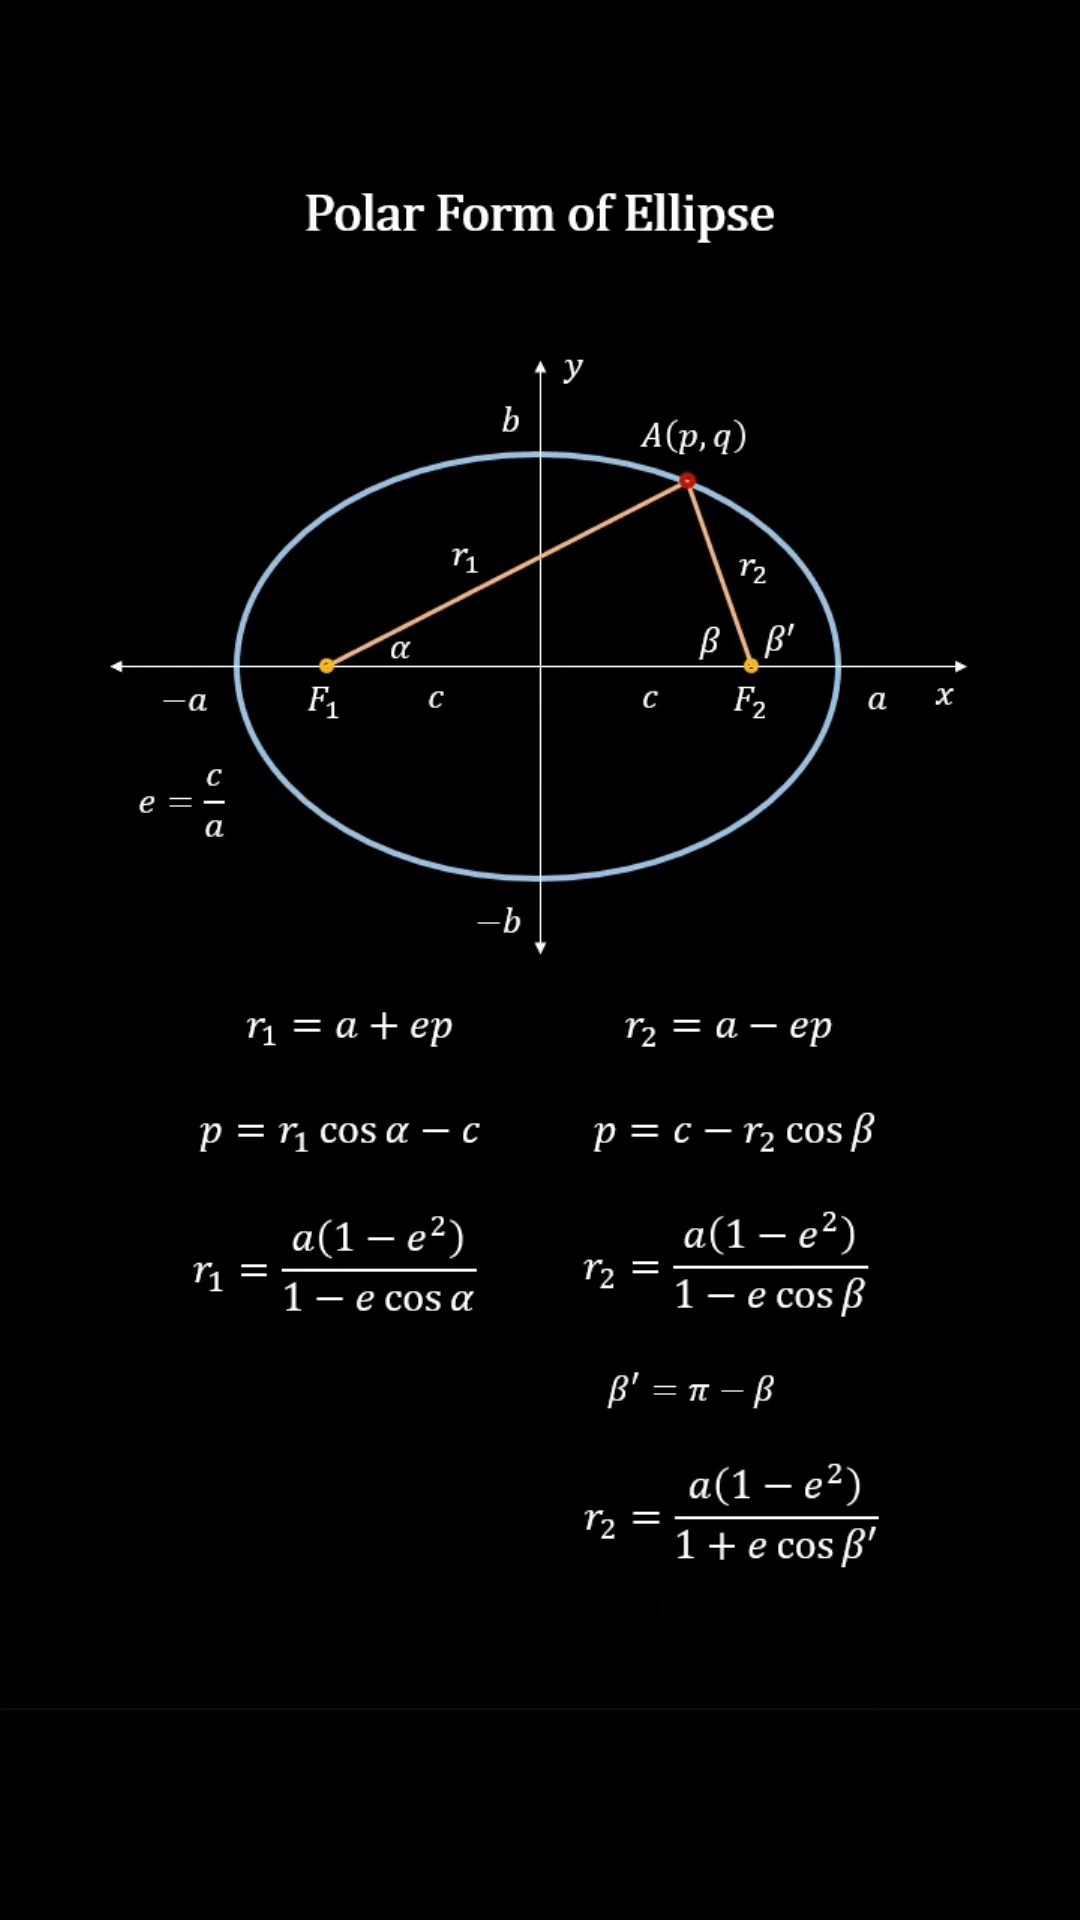 Polar Form of Ellipse
y
b
A(p, q)
r₁
r₂
α
β
β′
−a
F₁
c
c
F₂
a
x
e = c/a
−b
r₁ = a + ep
r₂ = a − ep
p = r₁ cos α − c
p = c − r₂ cos β
r₁ = a(1 − e²)/(1 − e cos α)
r₂ = a(1 − e²)/(1 − e cos β)
β′ = π − β
r₂ = a(1 − e²)/(1 + e cos β′)